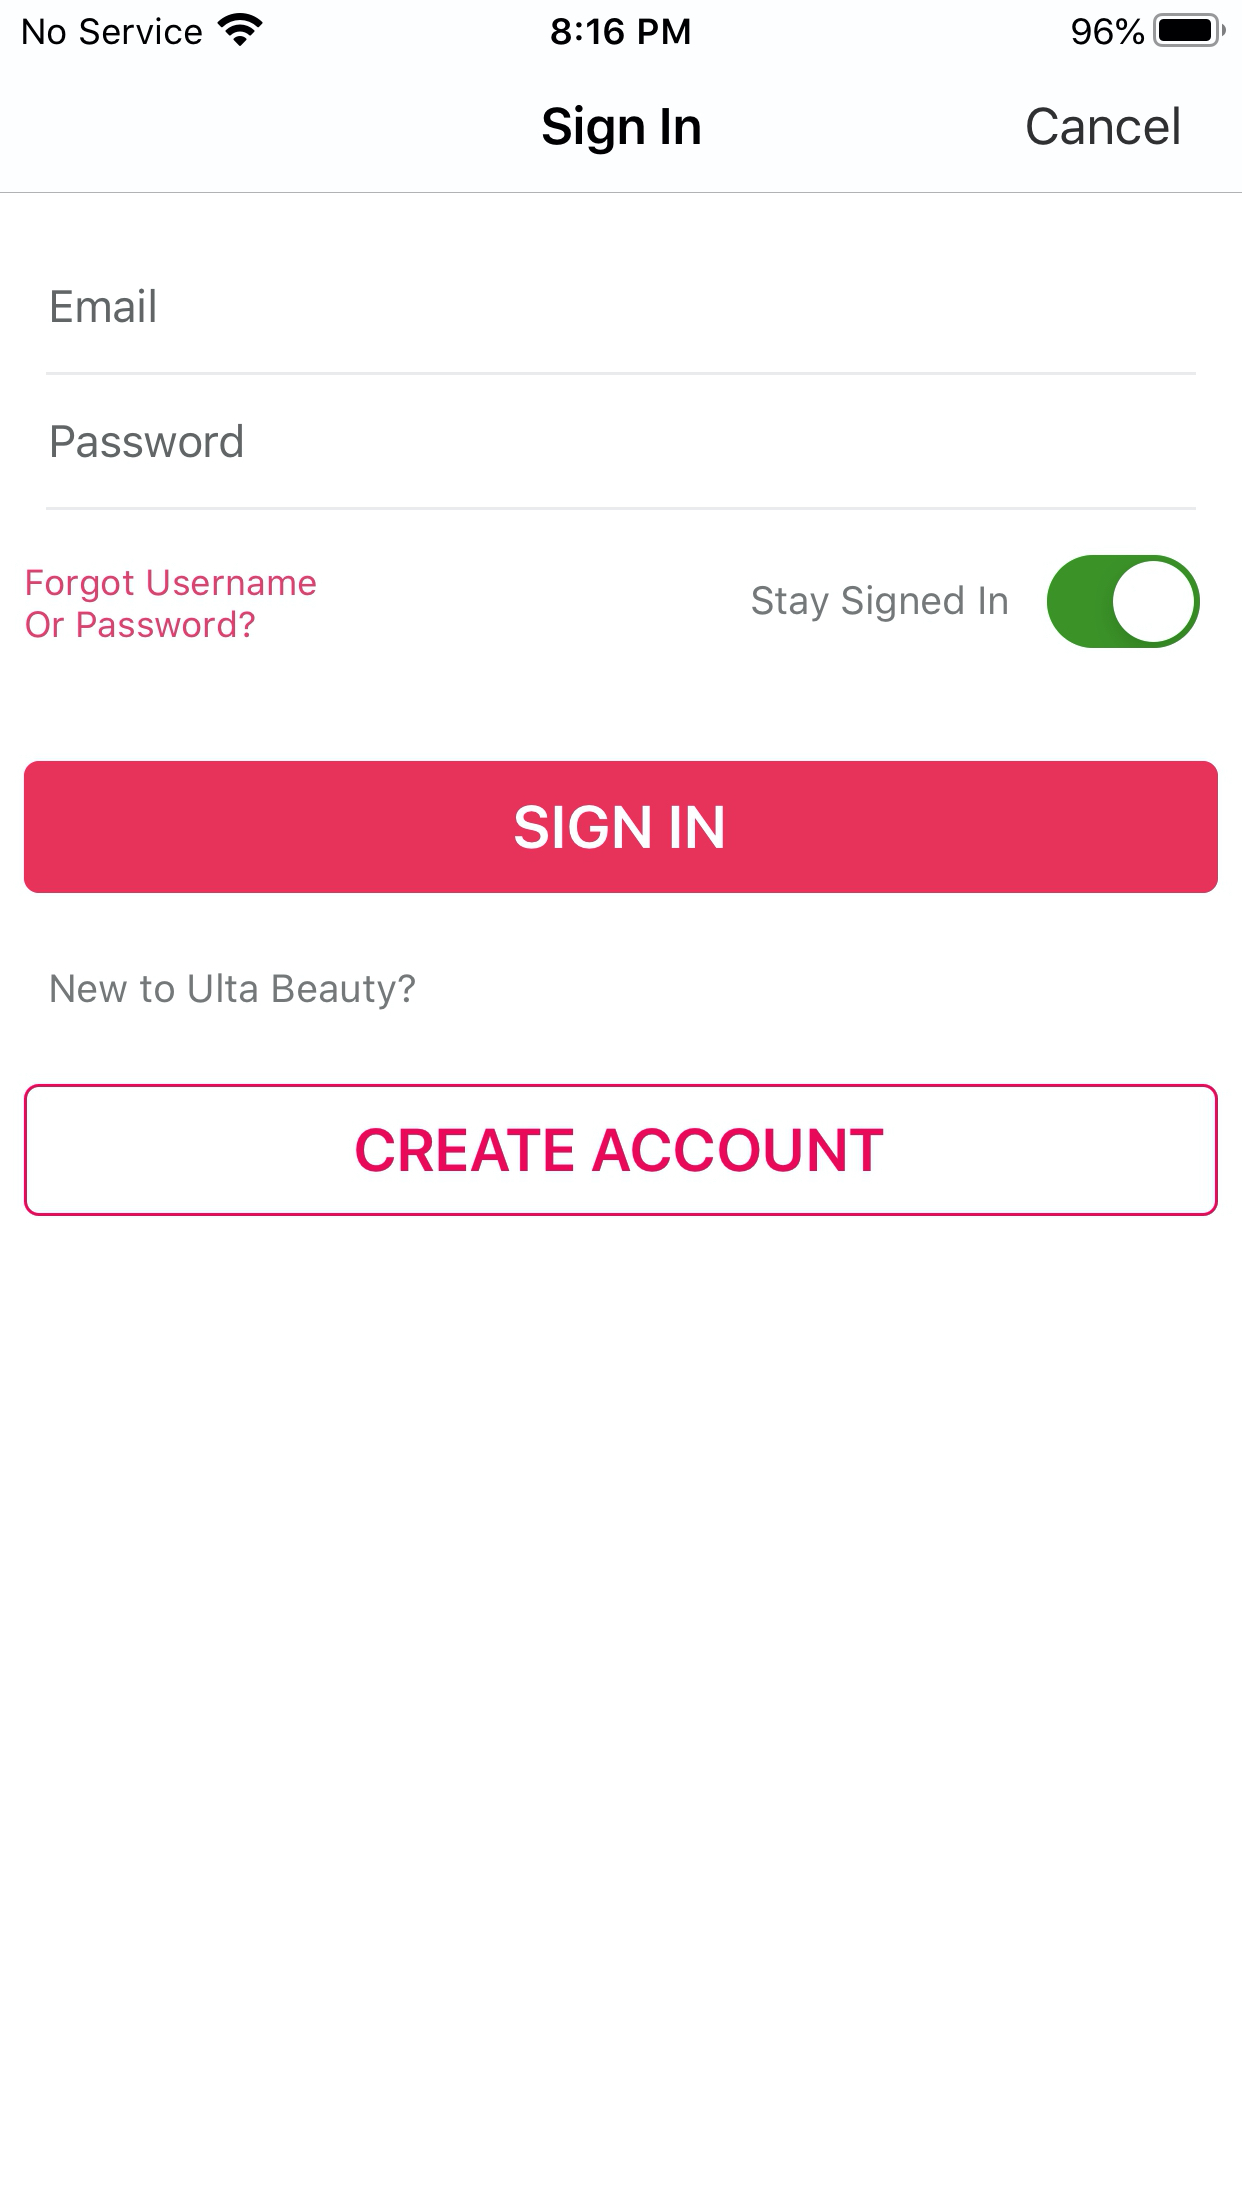 No Service
8:16 PM
96%
Sign In
Cancel
Email
Password
Forgot Username
Or Password?
Stay Signed In
SIGN IN
New to Ulta Beauty?
CREATE ACCOUNT